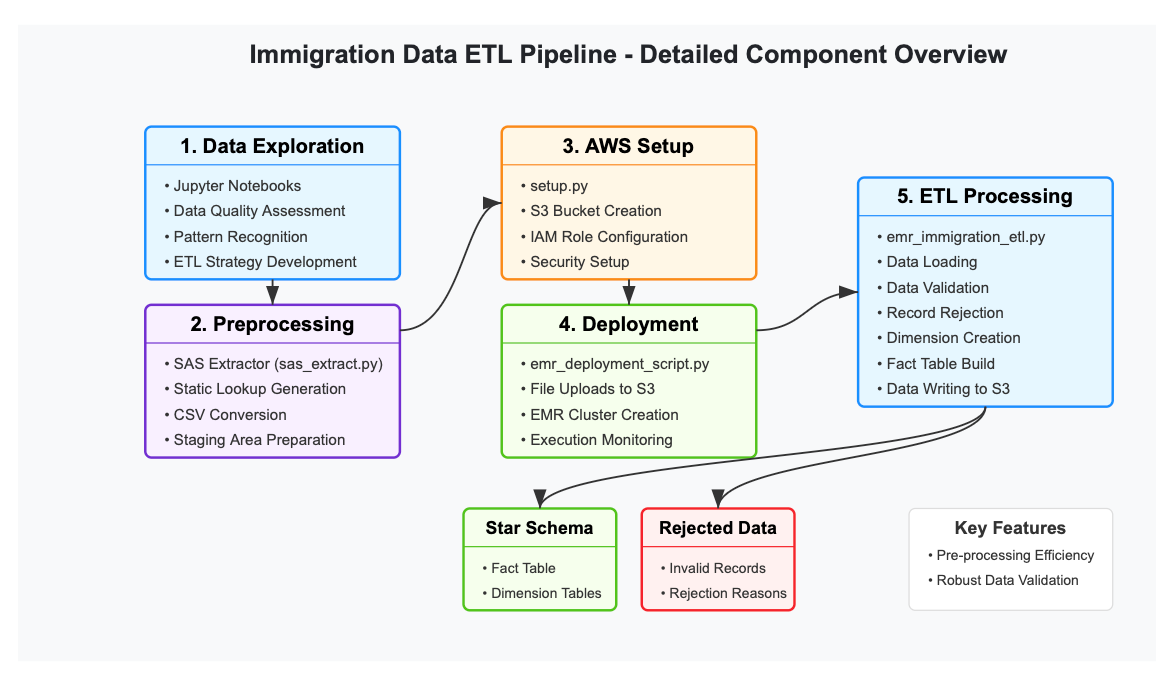 Immigration Data ETL Pipeline - Detailed Component Overview
1. Data Exploration
• Jupyter Notebooks
• Data Quality Assessment
• Pattern Recognition
• ETL Strategy Development
2. Preprocessing
• SAS Extractor (sas_extract.py)
• Static Lookup Generation
• CSV Conversion
• Staging Area Preparation
3. AWS Setup
• setup.py
• S3 Bucket Creation
• IAM Role Configuration
• Security Setup
4. Deployment
• emr_deployment_script.py
• File Uploads to S3
• EMR Cluster Creation
• Execution Monitoring
5. ETL Processing
• emr_immigration_etl.py
• Data Loading
• Data Validation
• Record Rejection
• Dimension Creation
• Fact Table Build
• Data Writing to S3
Star Schema
• Fact Table
• Dimension Tables
Rejected Data
• Invalid Records
• Rejection Reasons
Key Features
• Pre-processing Efficiency
• Robust Data Validation